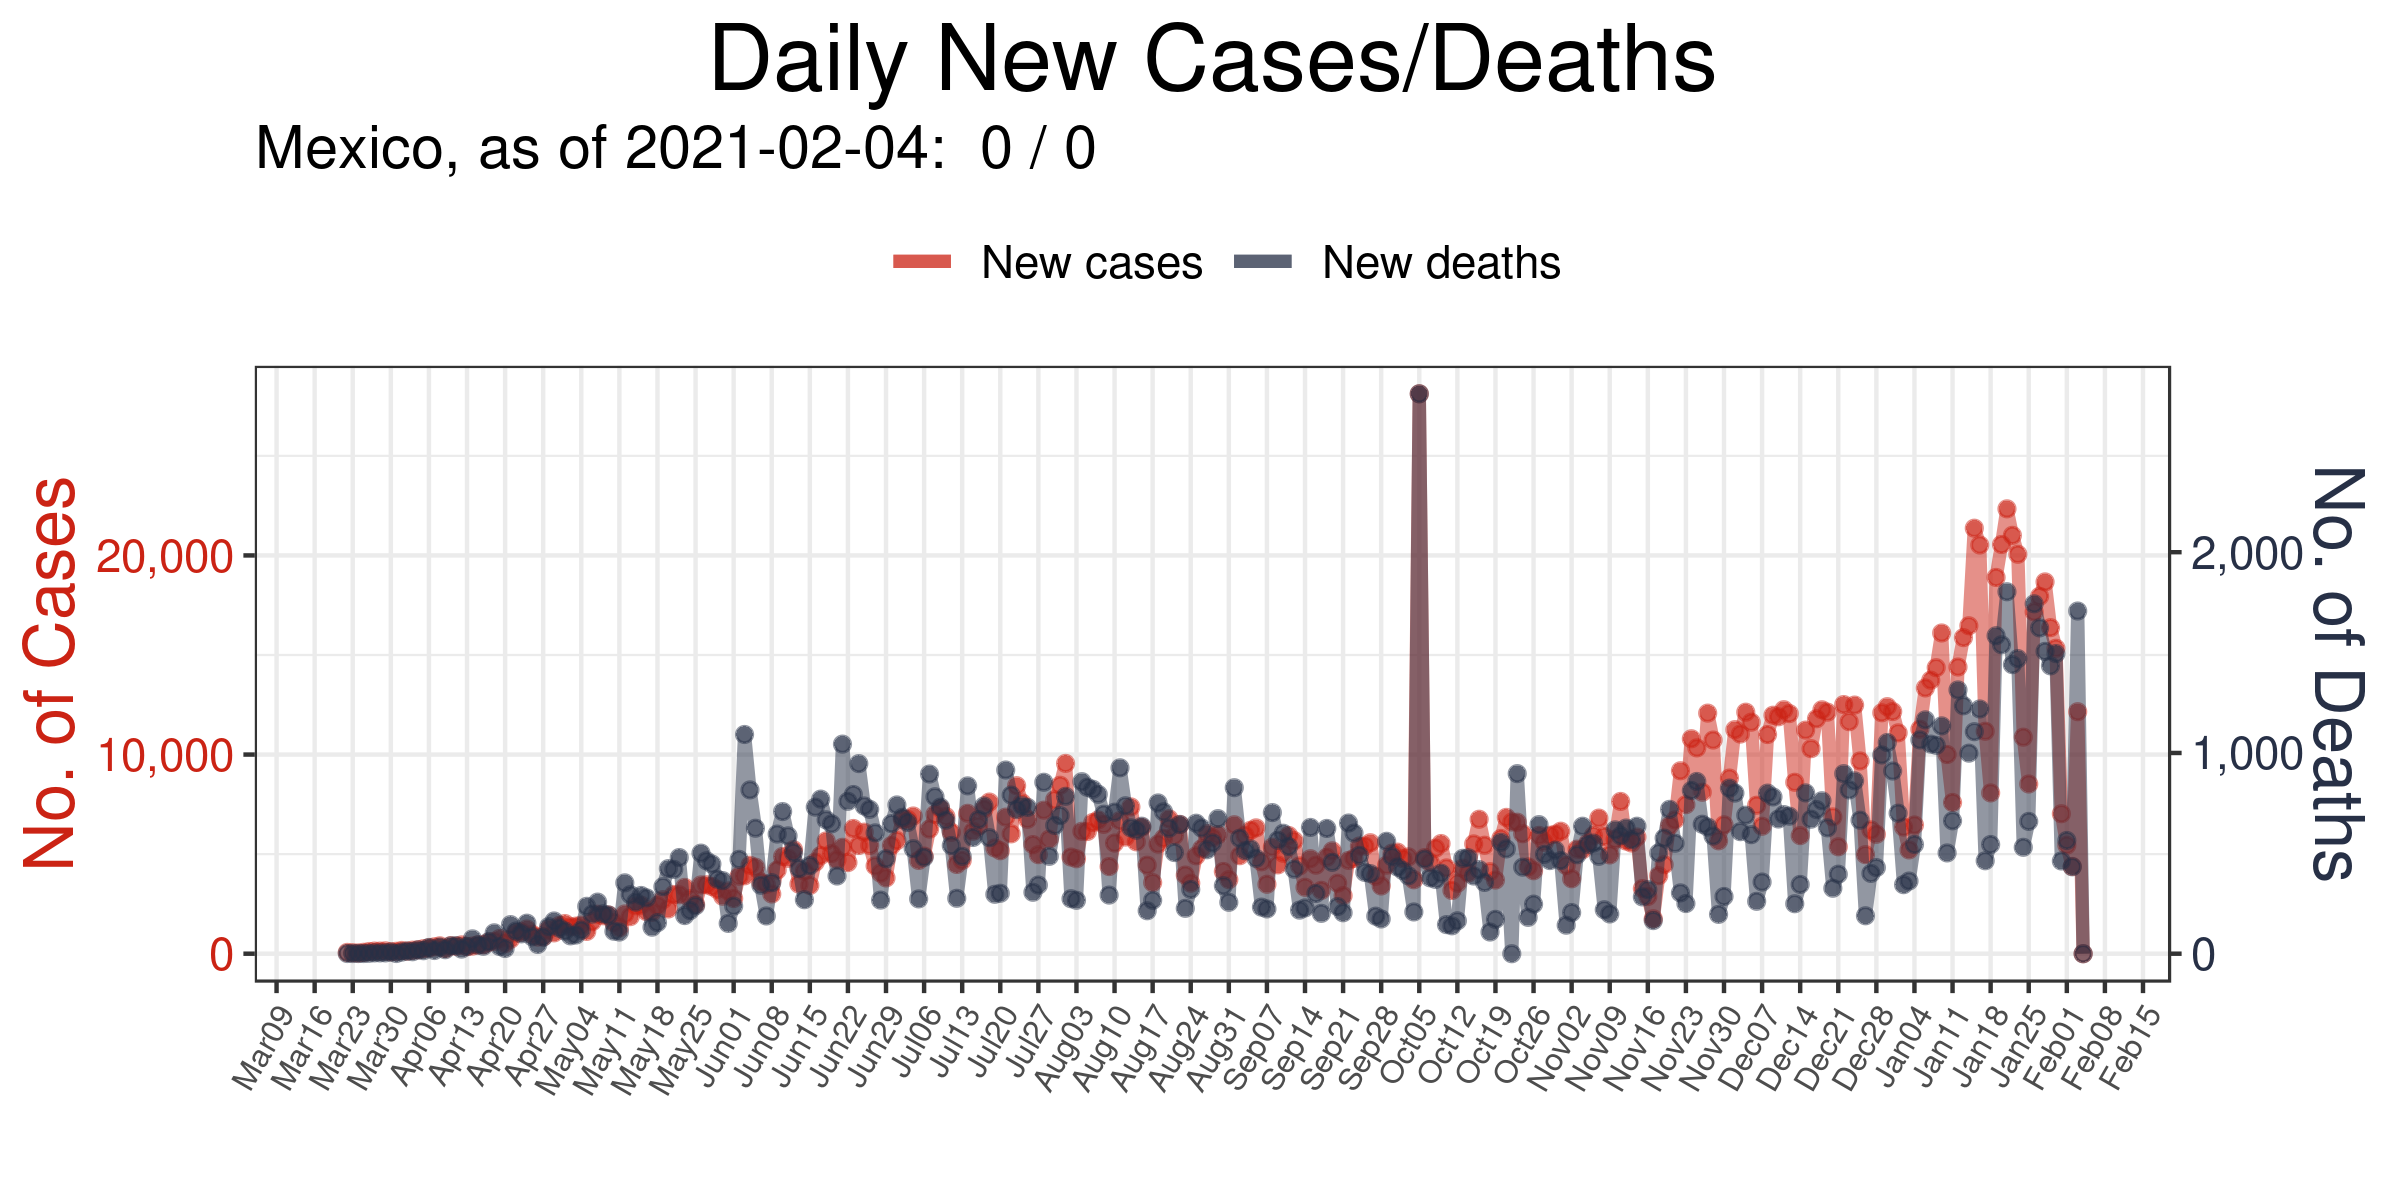 Daily New Cases/Deaths
Mexico, as of 2021-02-04:  0 / 0
New cases
New deaths
No. of Cases
20,000
10,000
0
2,000
1,000
0
No. of Deaths
Mar09
Mar16
Mar23
Mar30
Apr06
Apr13
Apr20
Apr27
May04
May11
May18
May25
Jun01
Jun08
Jun15
Jun22
Jun29
Jul06
Jul13
Jul20
Jul27
Aug03
Aug10
Aug17
Aug24
Aug31
Sep07
Sep14
Sep21
Sep28
Oct05
Oct12
Oct19
Oct26
Nov02
Nov09
Nov16
Nov23
Nov30
Dec07
Dec14
Dec21
Dec28
Jan04
Jan11
Jan18
Jan25
Feb01
Feb08
Feb15